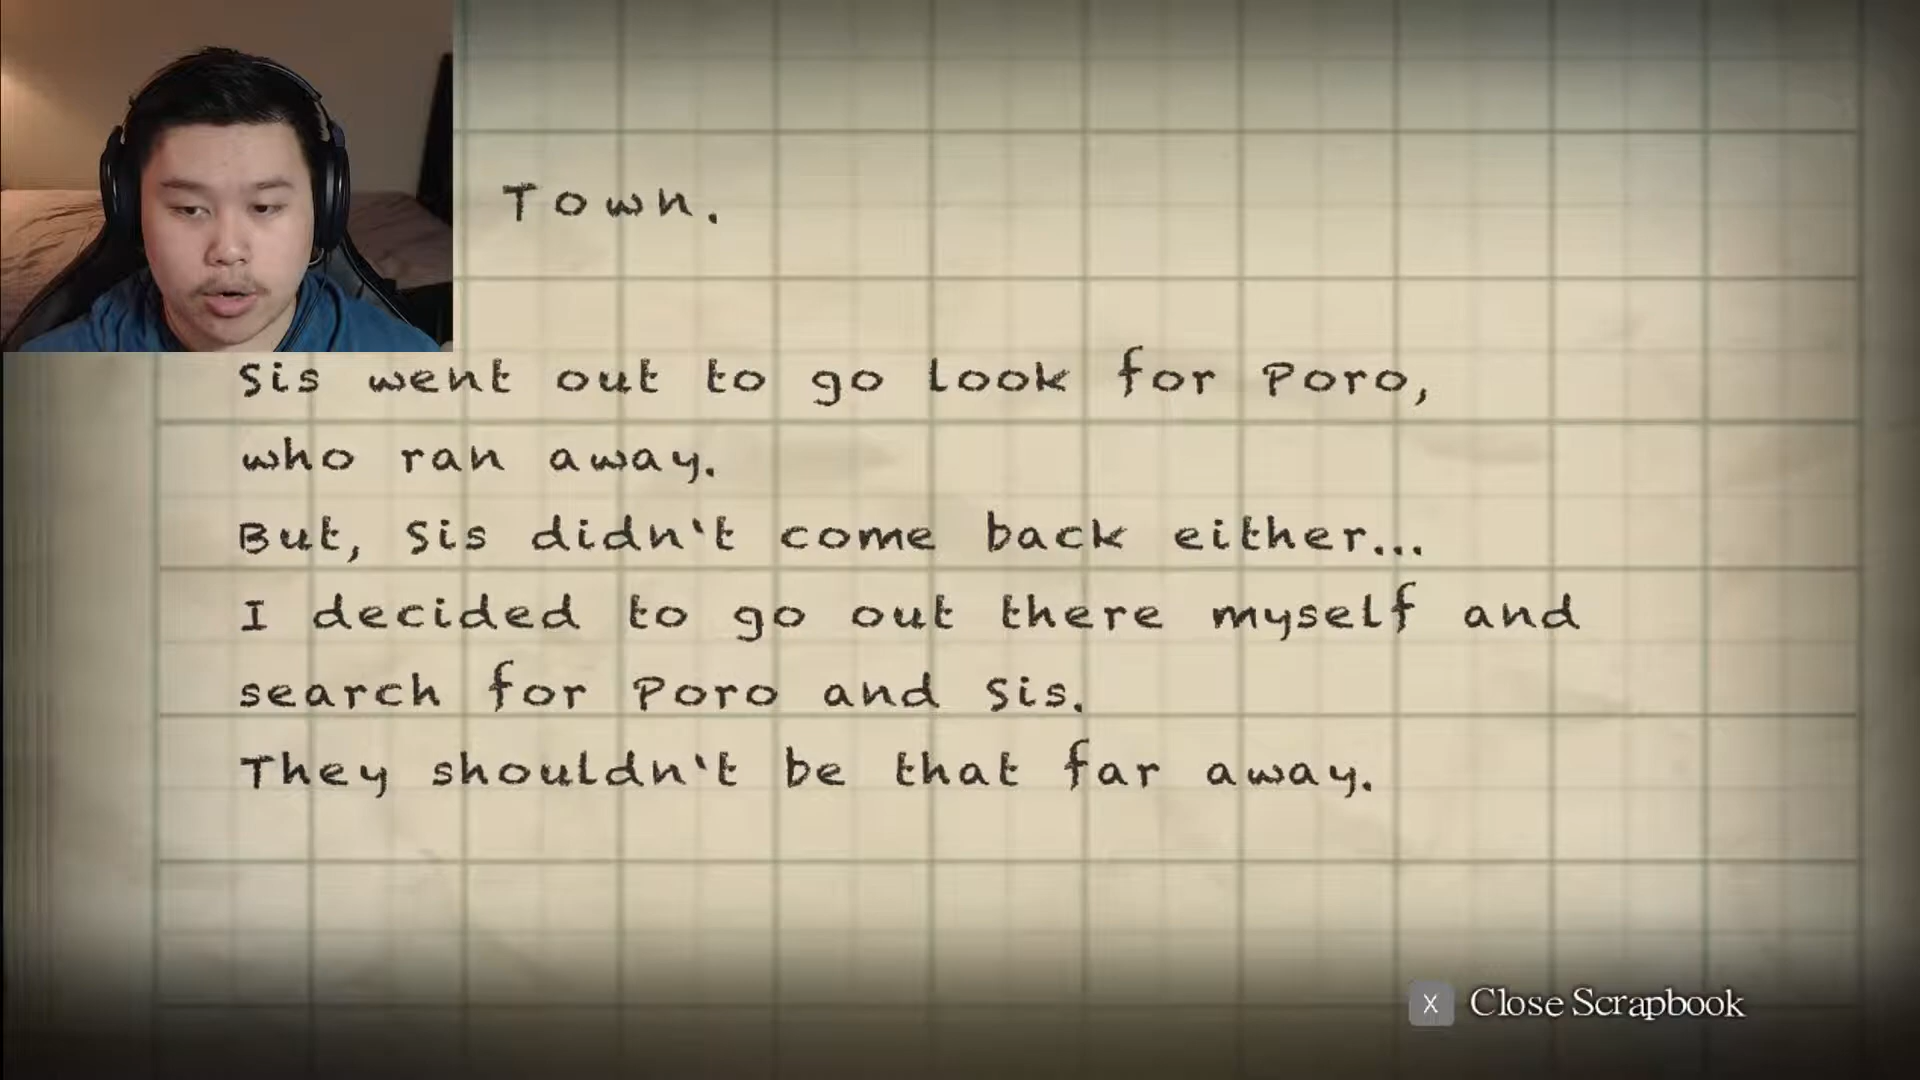 Town.
Sis went out to go look for Poro,
who ran away.
But, Sis didn't come back either...
I decided to go out there myself and
search for Poro and Sis.
They shouldn't be that far away.
X Close Scrapbook